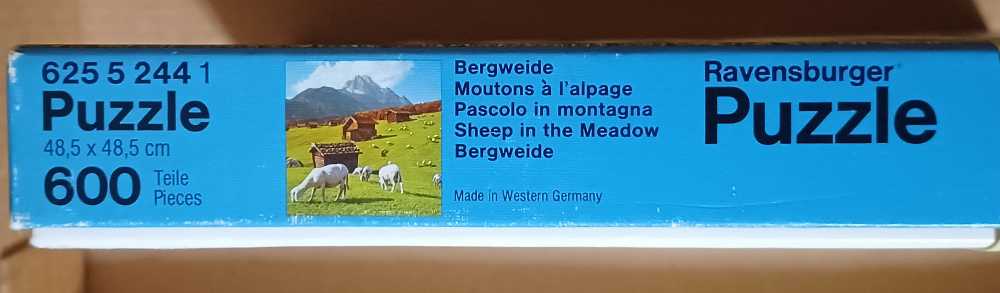 625 5 244 1
Puzzle
48,5 x 48,5 cm
600 Teile
Pieces
Bergweide
Moutons à l'alpage
Pascolo in montagna
Sheep in the Meadow
Bergweide
Made in Western Germany
Ravensburger
Puzzle